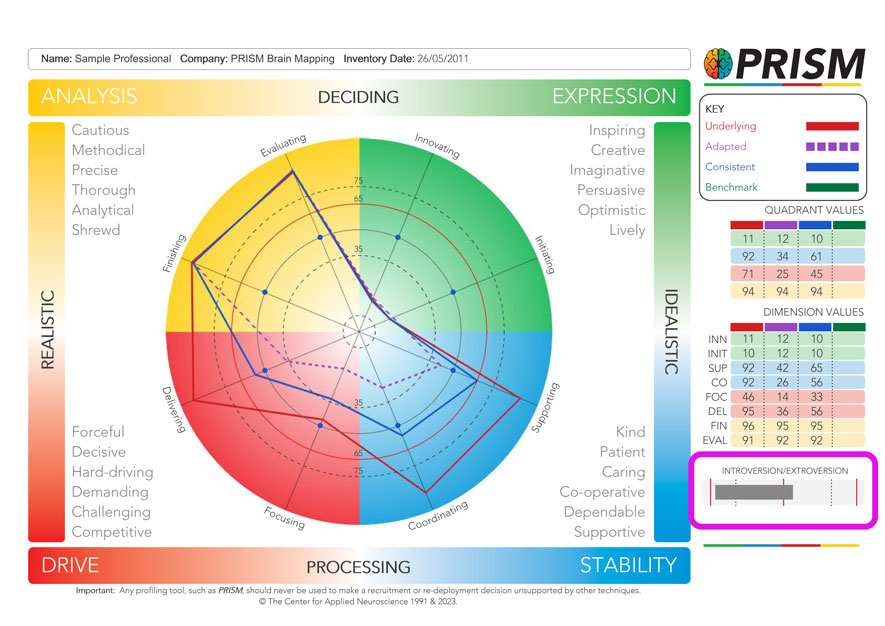 Name: Sample Professional Company: PRISM Brain Mapping Inventory Date: 26/05/2011
PRISM
ANALYSIS
DECIDING
EXPRESSION
Cautious
Methodical
Precise
Thorough
Analytical
Shrewd
Inspiring
Creative
Imaginative
Persuasive
Optimistic
Lively
REALISTIC
IDEALISTIC
Evaluating
Innovating
Finishing
Initiating
Delivering
Supporting
Focusing
Coordinating
75
65
35
35
65
75
Forceful
Decisive
Hard-driving
Demanding
Challenging
Competitive
Kind
Patient
Caring
Co-operative
Dependable
Supportive
DRIVE
PROCESSING
STABILITY
KEY
Underlying
Adapted
Consistent
Benchmark
QUADRANT VALUES
11 12 10
92 34 61
71 25 45
94 94 94
DIMENSION VALUES
INN 11 12 10
INIT 10 12 10
SUP 92 42 65
CO 92 26 56
FOC 46 14 33
DEL 95 36 56
FIN 96 95 95
EVAL 91 92 92
INTROVERSION/EXTROVERSION
Important: Any profiling tool, such as PRISM, should never be used to make a recruitment or re-deployment decision unsupported by other techniques.
© The Center for Applied Neuroscience 1991 & 2023.